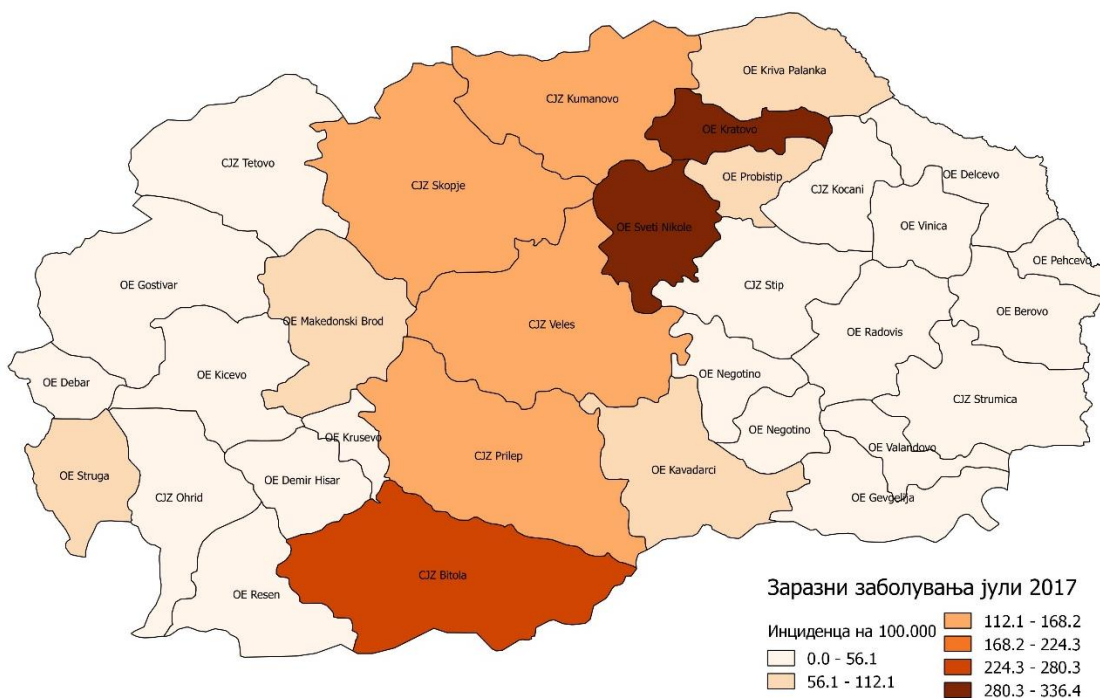 OE Kriva Palanka
CJZ Kumanovo
OE Kratovo
CJZ Tetovo
CJZ Skopje
OE Probistip
CJZ Kocani
OE Delcevo
OE Sveti Nikole
OE Vinica
OE Pehcevo
OE Gostivar
CJZ Stip
OE Berovo
OE Makedonski Brod
CJZ Veles
OE Radovis
OE Debar
OE Kicevo
OE Negotino
CJZ Strumica
OE Krusevo
OE Negotino
OE Valandovo
CJZ Prilep
OE Struga
OE Demir Hisar
OE Kavadarci
CJZ Ohrid
OE Gevgelija
CJZ Bitola
OE Resen
Заразни заболувања јули 2017
Инциденца на 100.000
0.0 - 56.1
56.1 - 112.1
112.1 - 168.2
168.2 - 224.3
224.3 - 280.3
280.3 - 336.4